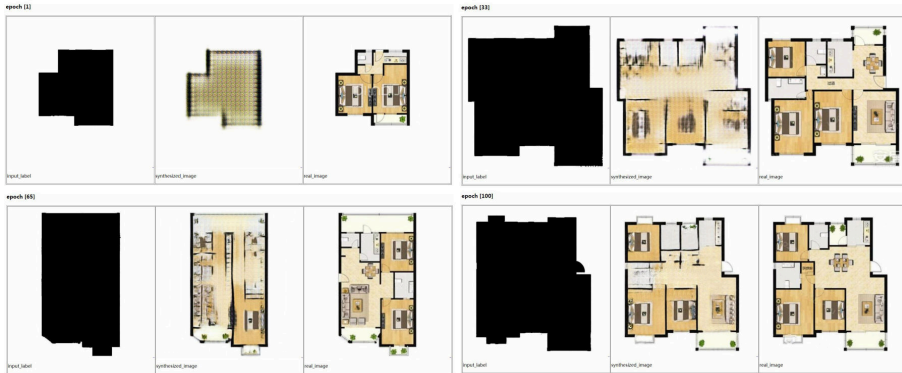 epoch [1]
input_label
synthesized_image
real_image
epoch [33]
input_label
synthesized_image
real_image
epoch [65]
input_label
synthesized_image
real_image
epoch [100]
input_label
synthesized_image
real_image